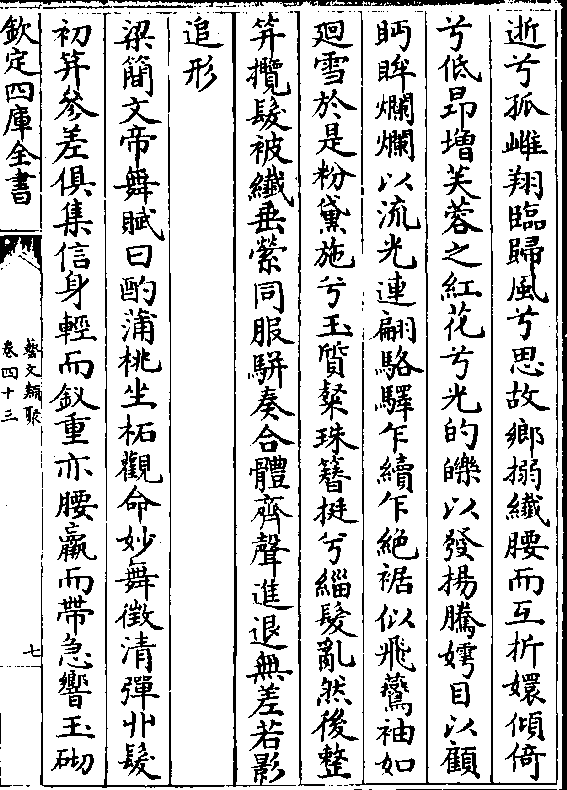 逝兮孤雌翔臨歸風兮思故鄉搦纖腰而互折嬛傾倚
兮低昂增芙蓉之紅花兮光的皪以發揚騰嫮目以顧
眄眸爛爛以流光連翩駱驛乍續乍絶裾似飛鸞袖如
廻雪於是粉黛施兮玉質粲珠簪挺兮緇髮亂然後整
笄攬髮被纖垂縈同服駢奏合體齊聲進退無差若影
追形
梁簡文帝舞賦曰酌蒲桃坐柘觀命妙舞徵清彈丱髮
初笄參差俱集信身輕而釵重亦腰羸而帶急響玉砌
欽定四庫全書
藝文類聚
卷四十三
七